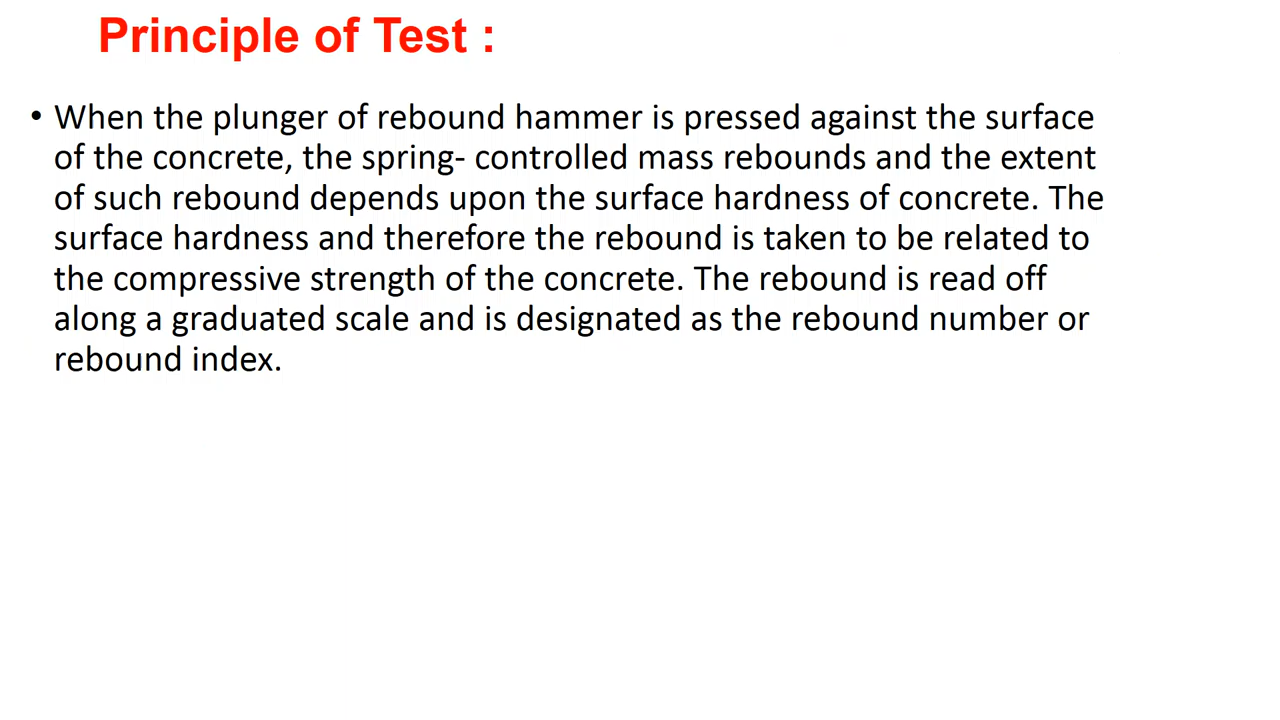 Principle of Test :
• When the plunger of rebound hammer is pressed against the surface
of the concrete, the spring- controlled mass rebounds and the extent
of such rebound depends upon the surface hardness of concrete. The
surface hardness and therefore the rebound is taken to be related to
the compressive strength of the concrete. The rebound is read off
along a graduated scale and is designated as the rebound number or
rebound index.